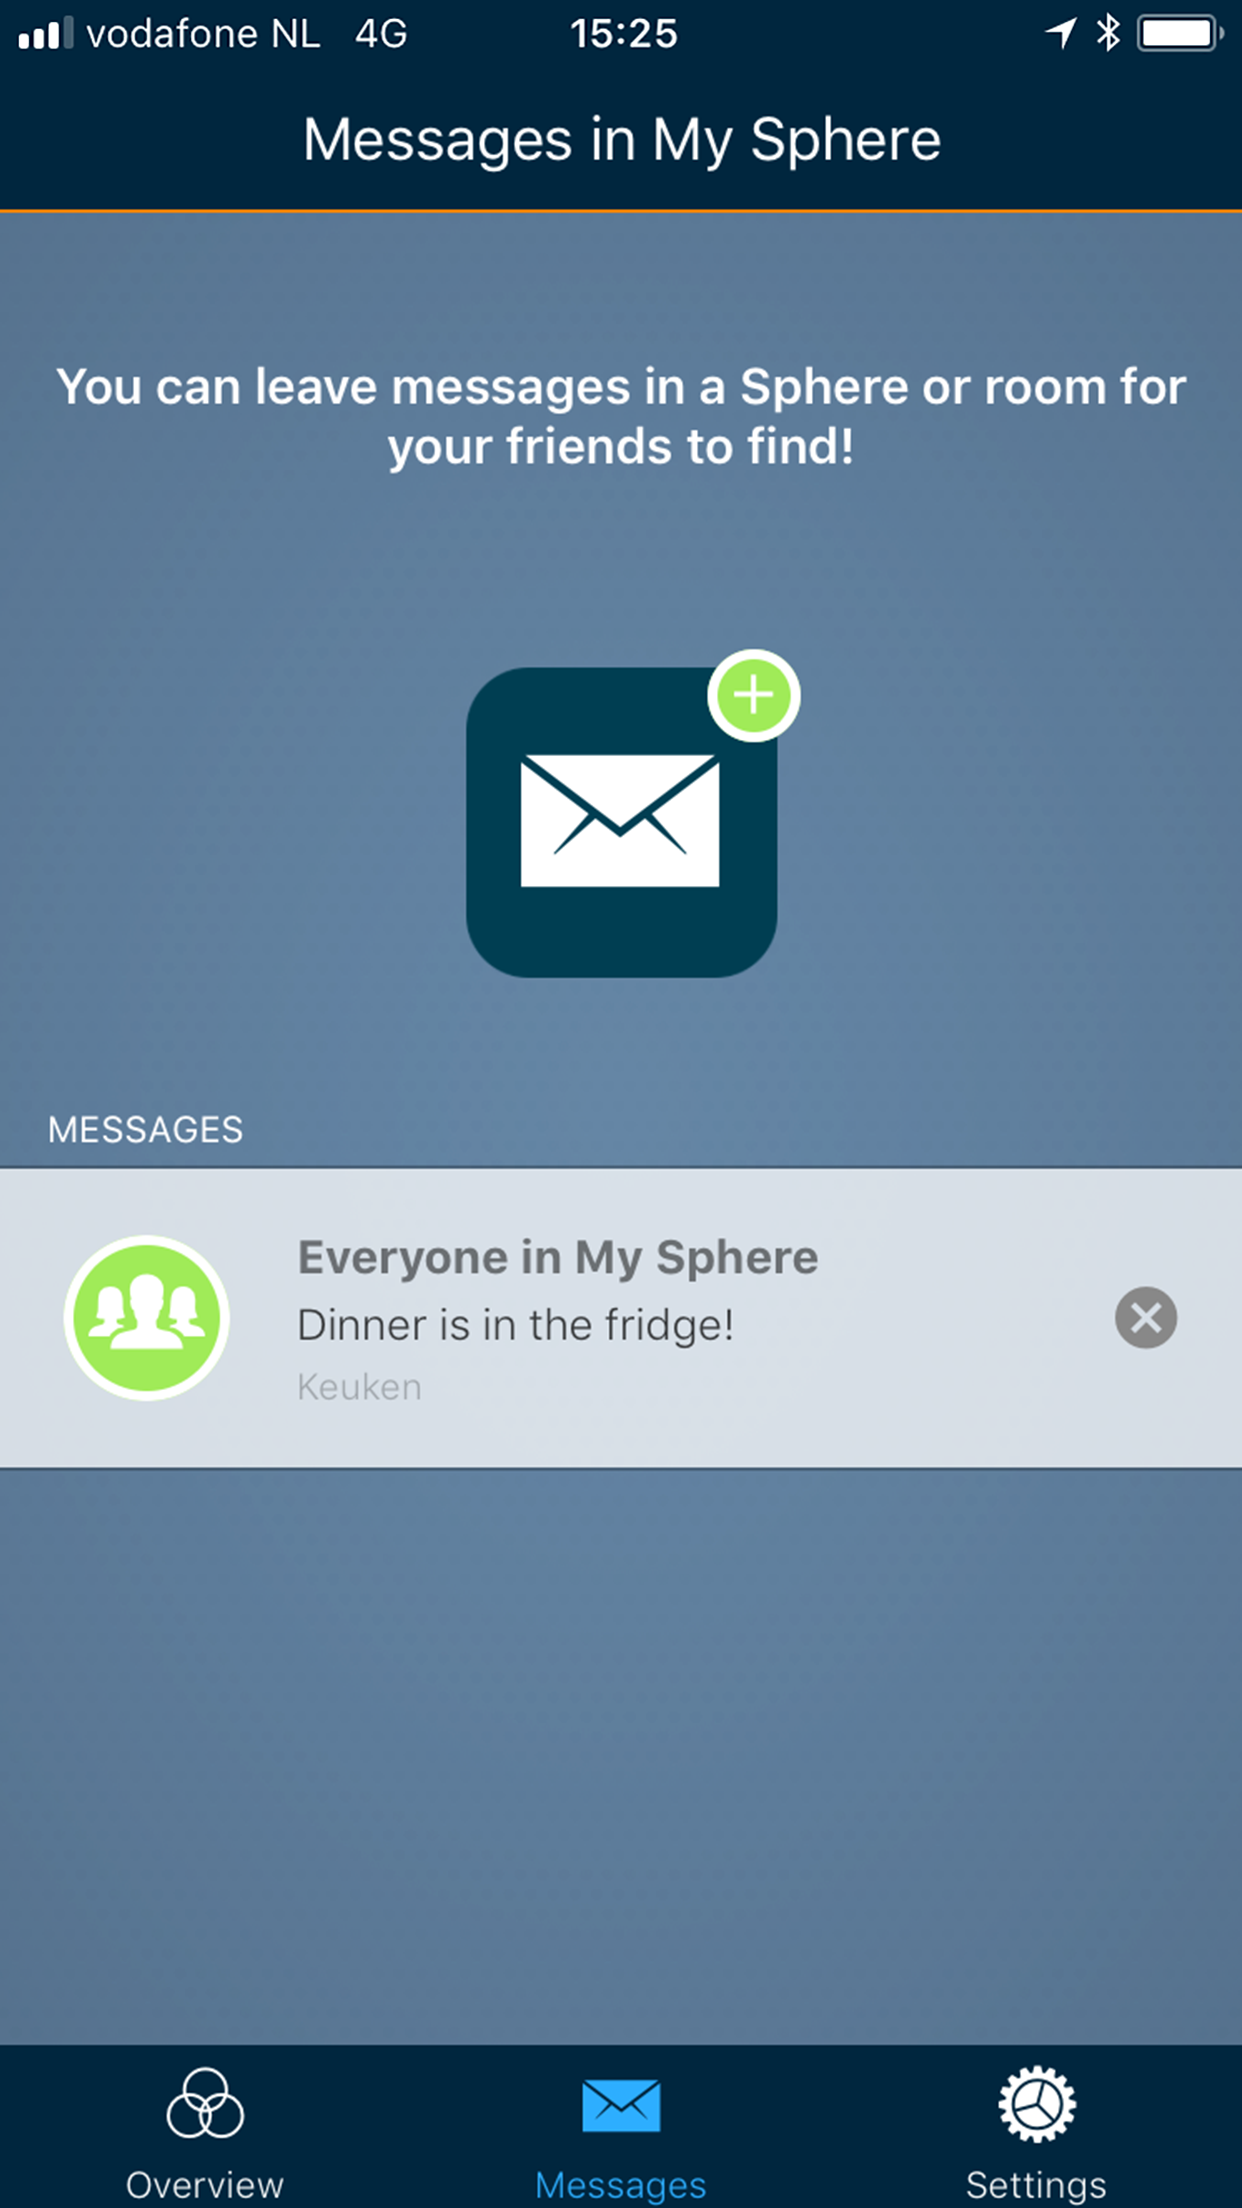 vodafone NL 4G 15:25
Messages in My Sphere
You can leave messages in a Sphere or room for
your friends to find!
MESSAGES
Everyone in My Sphere
Dinner is in the fridge!
Keuken
Overview Messages Settings